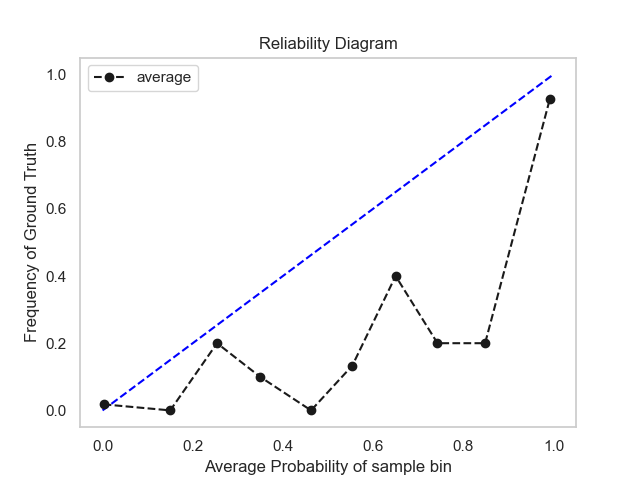 Reliability Diagram
average
1.0
0.8
0.6
0.4
0.2
0.0
Frequency of Ground Truth
0.0 0.2 0.4 0.6 0.8 1.0
Average Probability of sample bin